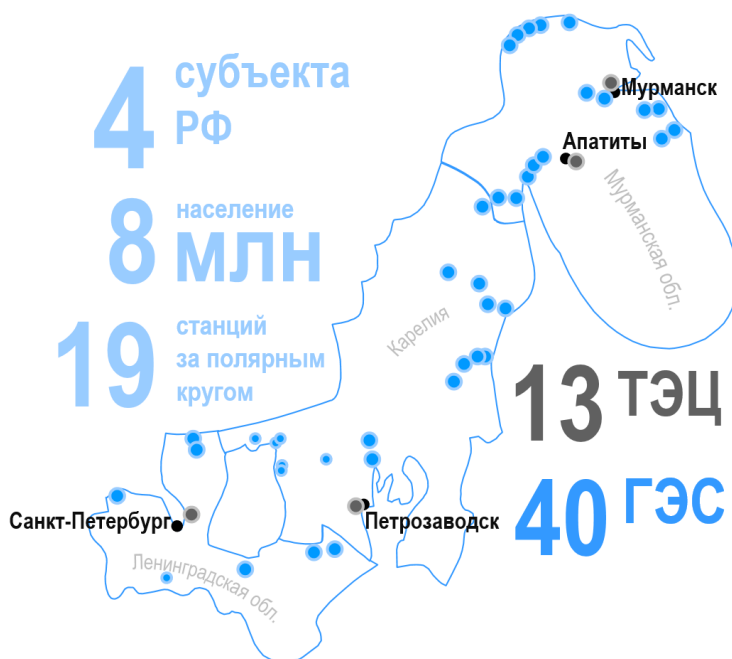 4 субъекта
РФ
Мурманск
Апатиты
население
8 млн
Мурманская обл.
станций
19 за полярным
кругом
Карелия
13 ТЭЦ
40 ГЭС
Санкт-Петербург
Петрозаводск
Ленинградская обл.